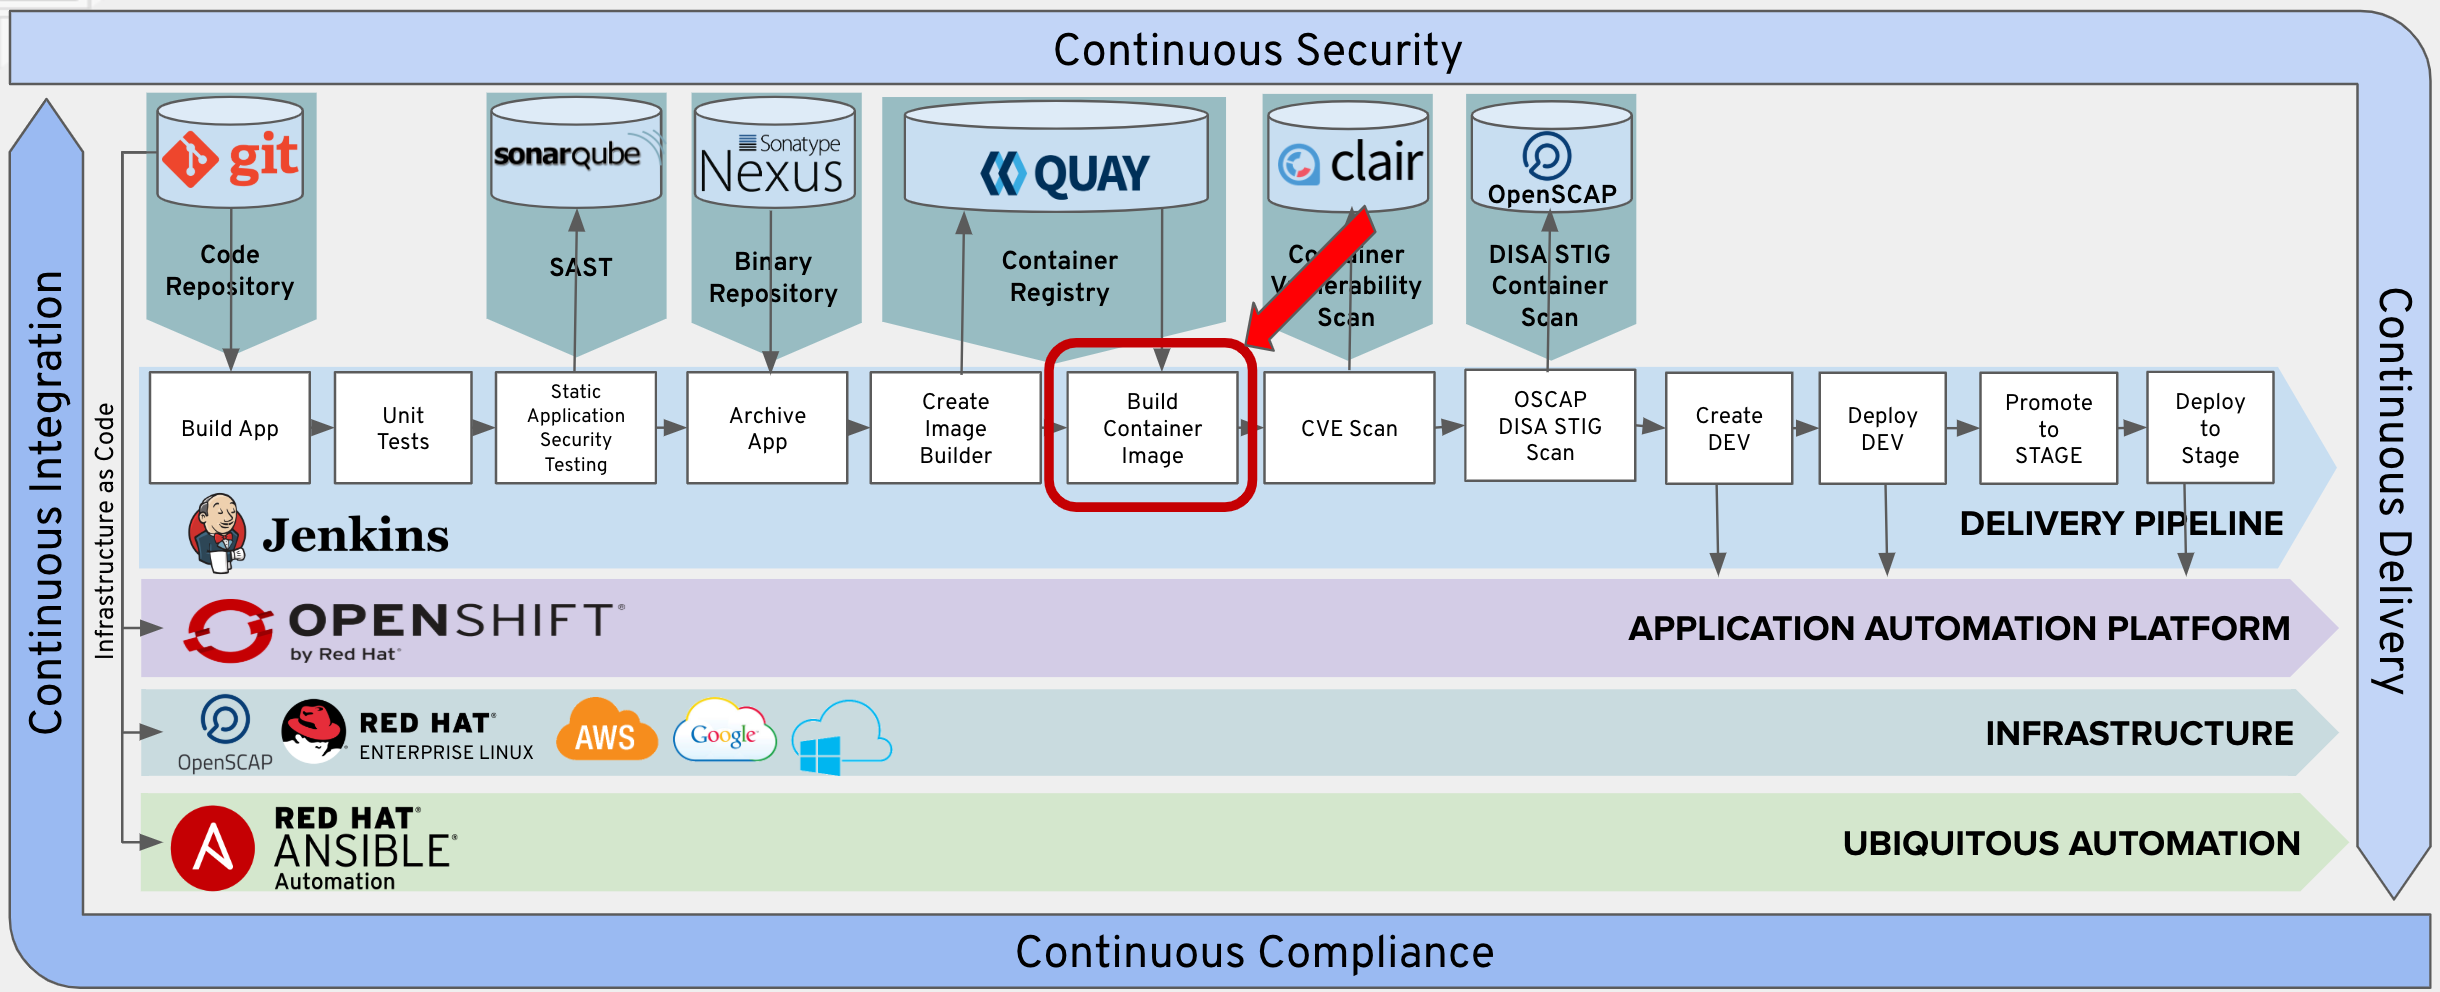 Continuous Security
Continuous Integration
Infrastructure as Code
git
Code
Repository
sonarqube
SAST
Sonatype
Nexus
Binary
Repository
QUAY
Container
Registry
clair
Container
Vulnerability
Scan
OpenSCAP
DISA STIG
Container
Scan
Build App
Unit
Tests
Static
Application
Security
Testing
Archive
App
Create
Image
Builder
Build
Container
Image
CVE Scan
OSCAP
DISA STIG
Scan
Create
DEV
Deploy
DEV
Promote
to
STAGE
Deploy
to
Stage
Jenkins
DELIVERY PIPELINE
OPENSHIFT®
by Red Hat®
APPLICATION AUTOMATION PLATFORM
OpenSCAP
RED HAT®
ENTERPRISE LINUX
AWS
Google
INFRASTRUCTURE
RED HAT®
ANSIBLE®
Automation
UBIQUITOUS AUTOMATION
Continuous Delivery
Continuous Compliance